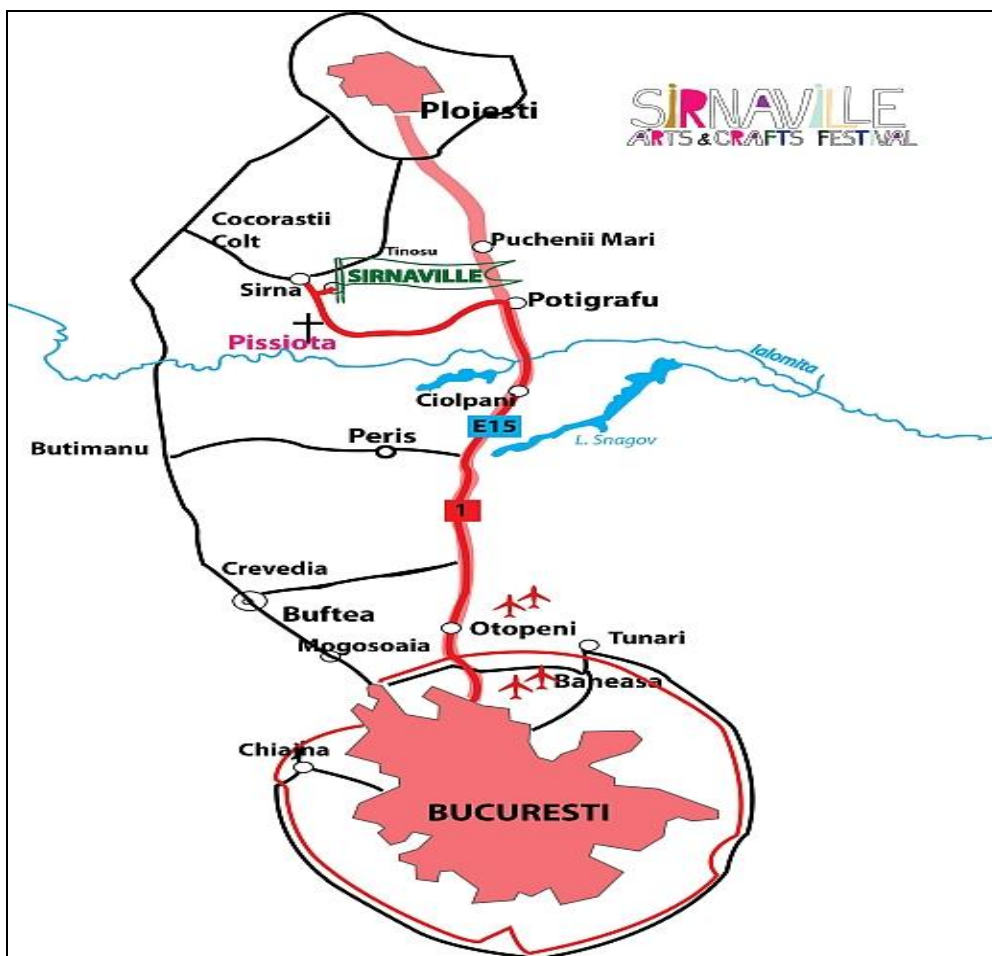 Ploiesti
SIRNAVILLE
ARTS & CRAFTS FESTIVAL
Cocorastii
Colt
Puchenii Mari
Tinosu
SIRNAVILLE
Sirna
Potigrafu
Pissiota
Ialomita
Ciolpani
E15
L. Snagov
Peris
Butimanu
1
Crevedia
Buftea
Otopeni
Tunari
Mogosoaia
Baneasa
Chiajna
BUCURESTI